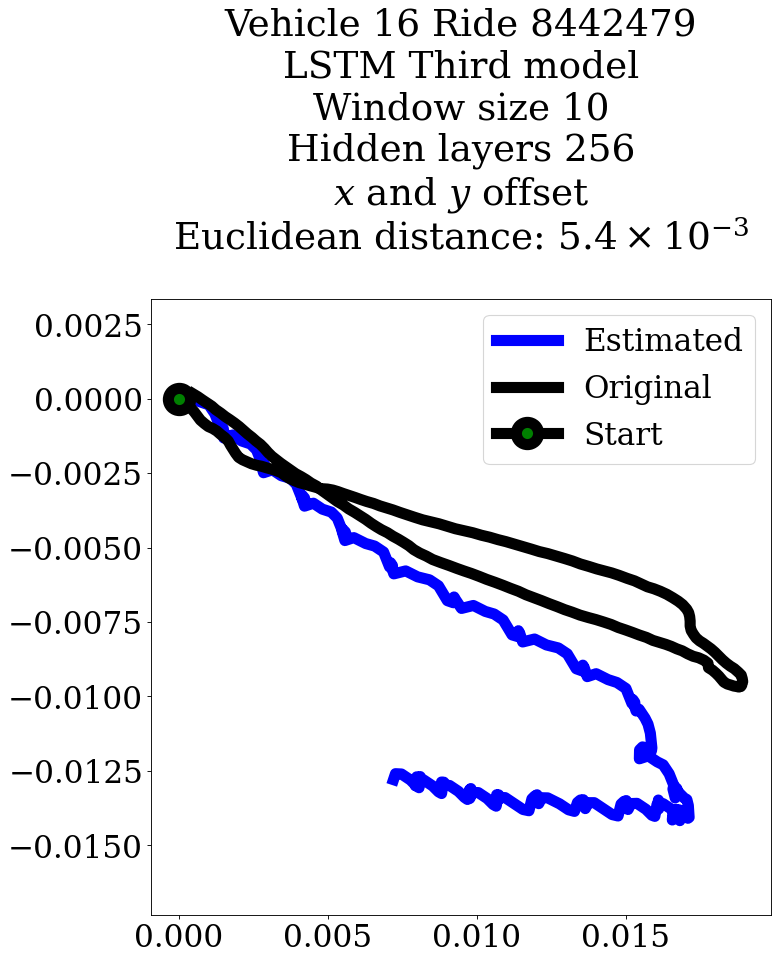 Vehicle 16 Ride 8442479
LSTM Third model
Window size 10
Hidden layers 256
x and y offset
Euclidean distance: 5.4 × 10⁻³
Estimated
Original
Start
0.0025
0.0000
−0.0025
−0.0050
−0.0075
−0.0100
−0.0125
−0.0150
0.000 0.005 0.010 0.015